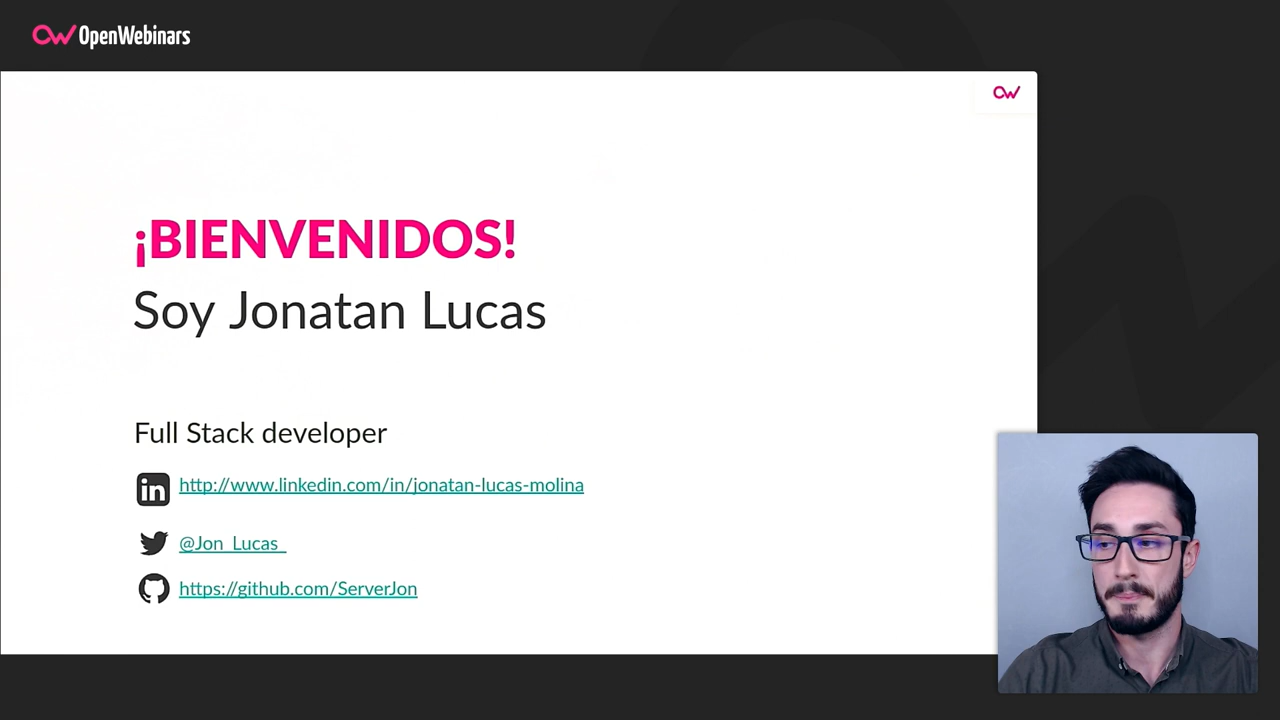 OpenWebinars
¡BIENVENIDOS!
Soy Jonatan Lucas
Full Stack developer
in http://www.linkedin.com/in/jonatan-lucas-molina
@Jon_Lucas_
https://github.com/ServerJon